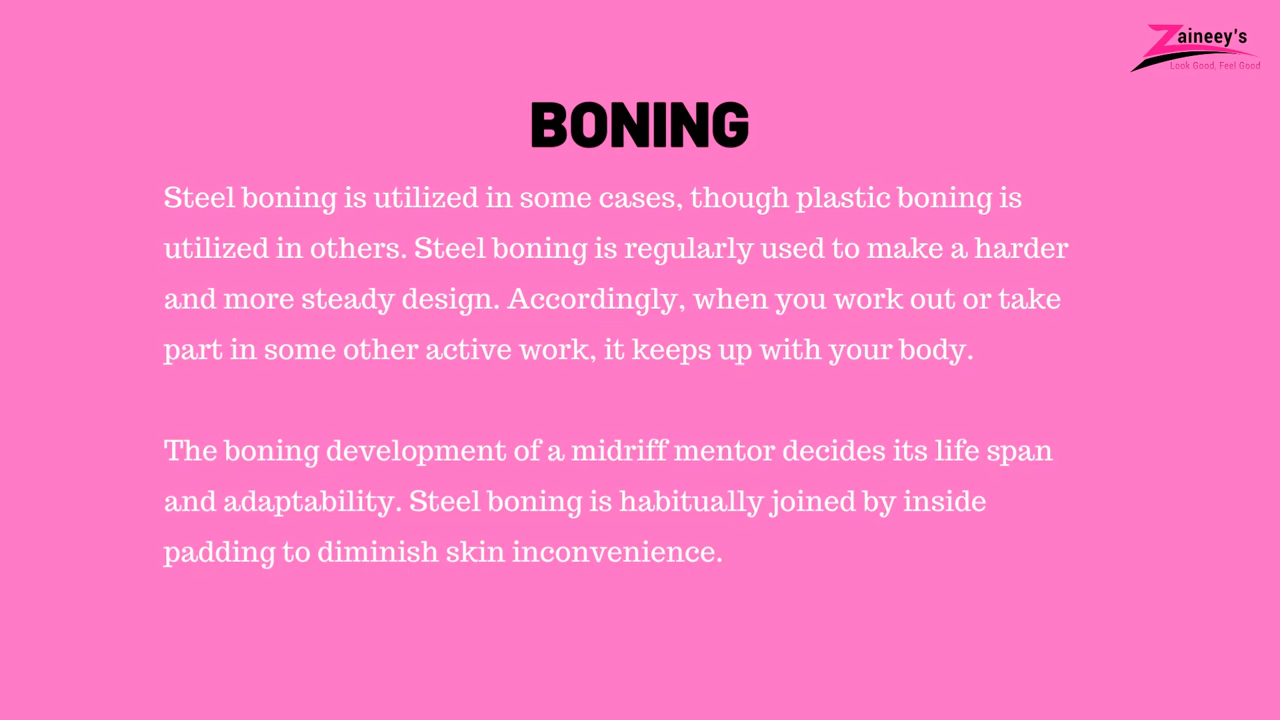 Zaineey's
Look Good, Feel Good
BONING
Steel boning is utilized in some cases, though plastic boning is
utilized in others. Steel boning is regularly used to make a harder
and more steady design. Accordingly, when you work out or take
part in some other active work, it keeps up with your body.
The boning development of a midriff mentor decides its life span
and adaptability. Steel boning is habitually joined by inside
padding to diminish skin inconvenience.